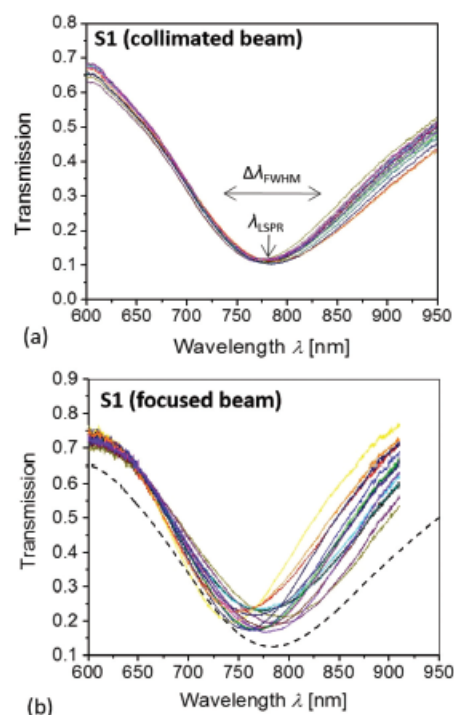 S1 (collimated beam)
0.8
0.7
0.6
0.5
0.4
0.3
0.2
0.1
0.0
Transmission
ΔλFWHM
λLSPR
600 650 700 750 800 850 900 950
Wavelength λ [nm]
(a)
S1 (focused beam)
0.9
0.8
0.7
0.6
0.5
0.4
0.3
0.2
0.1
Transmission
600 650 700 750 800 850 900 950
Wavelength λ [nm]
(b)